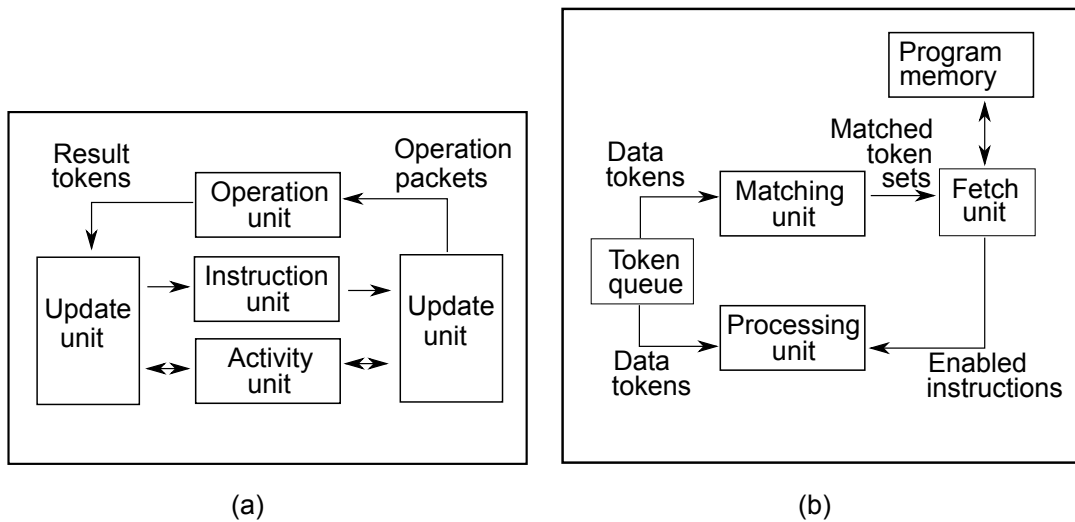 Result
tokens
Operation
packets
Operation
unit
Update
unit
Instruction
unit
Update
unit
Activity
unit
(a)
Program
memory
Data
tokens
Matched
token
sets
Matching
unit
Fetch
unit
Token
queue
Processing
unit
Data
tokens
Enabled
instructions
(b)